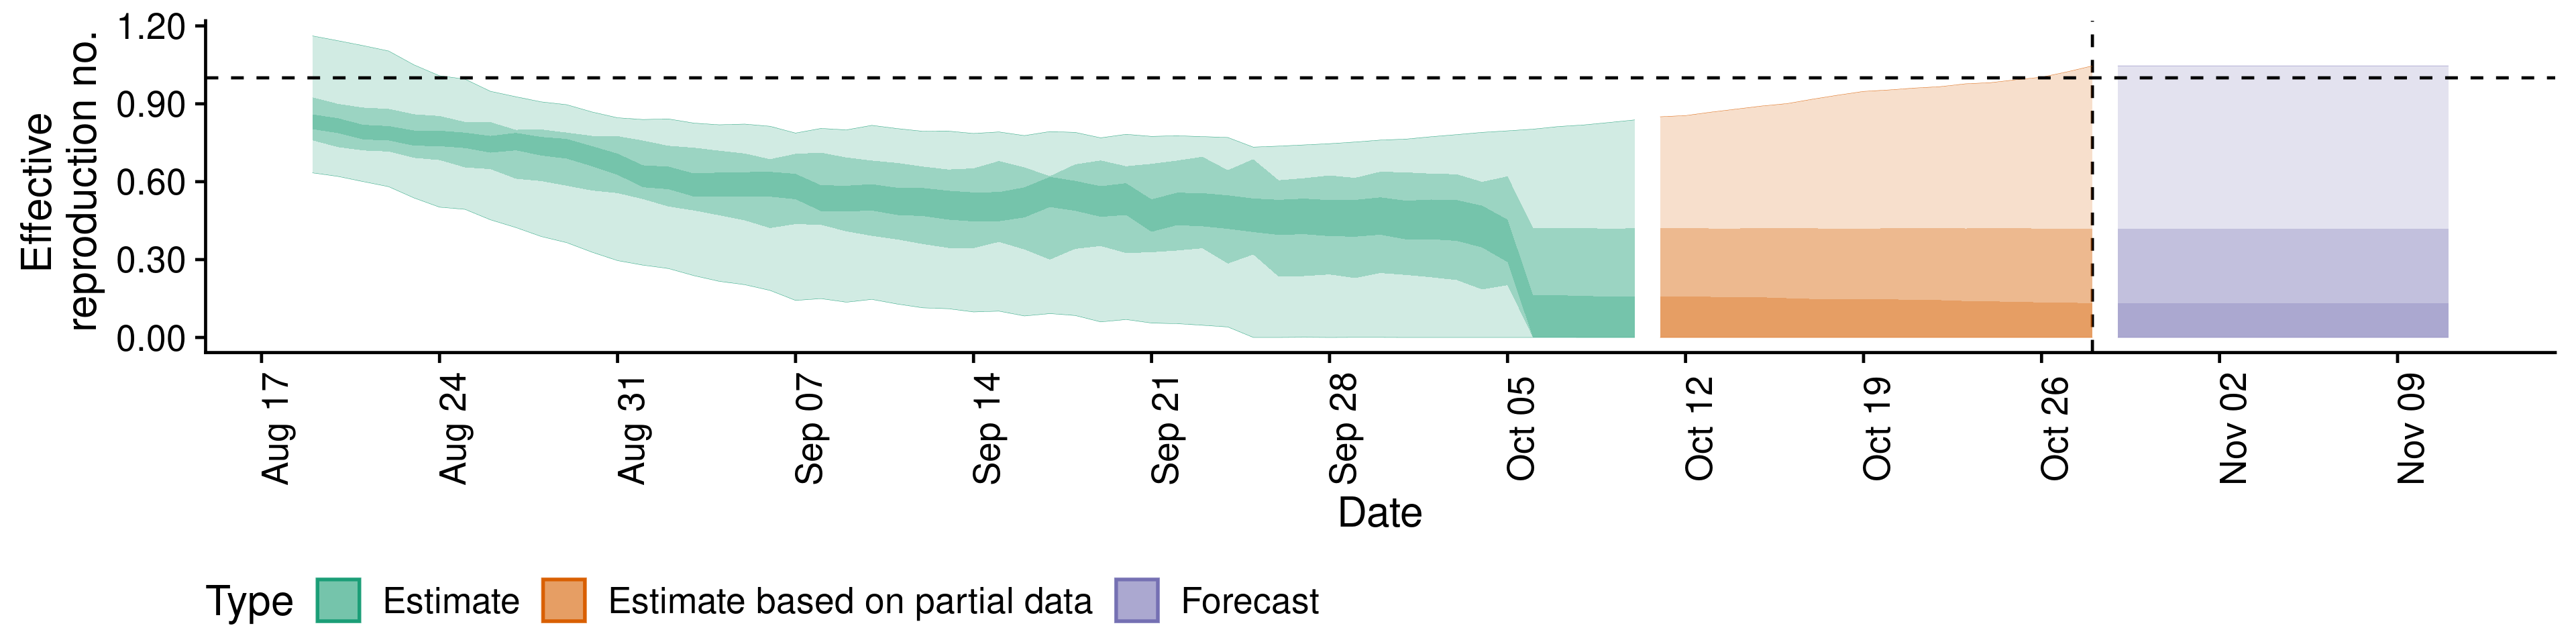 Effective
reproduction no.
1.20
0.90
0.60
0.30
0.00
Aug 17
Aug 24
Aug 31
Sep 07
Sep 14
Sep 21
Sep 28
Oct 05
Oct 12
Oct 19
Oct 26
Nov 02
Nov 09
Date
Type Estimate Estimate based on partial data Forecast